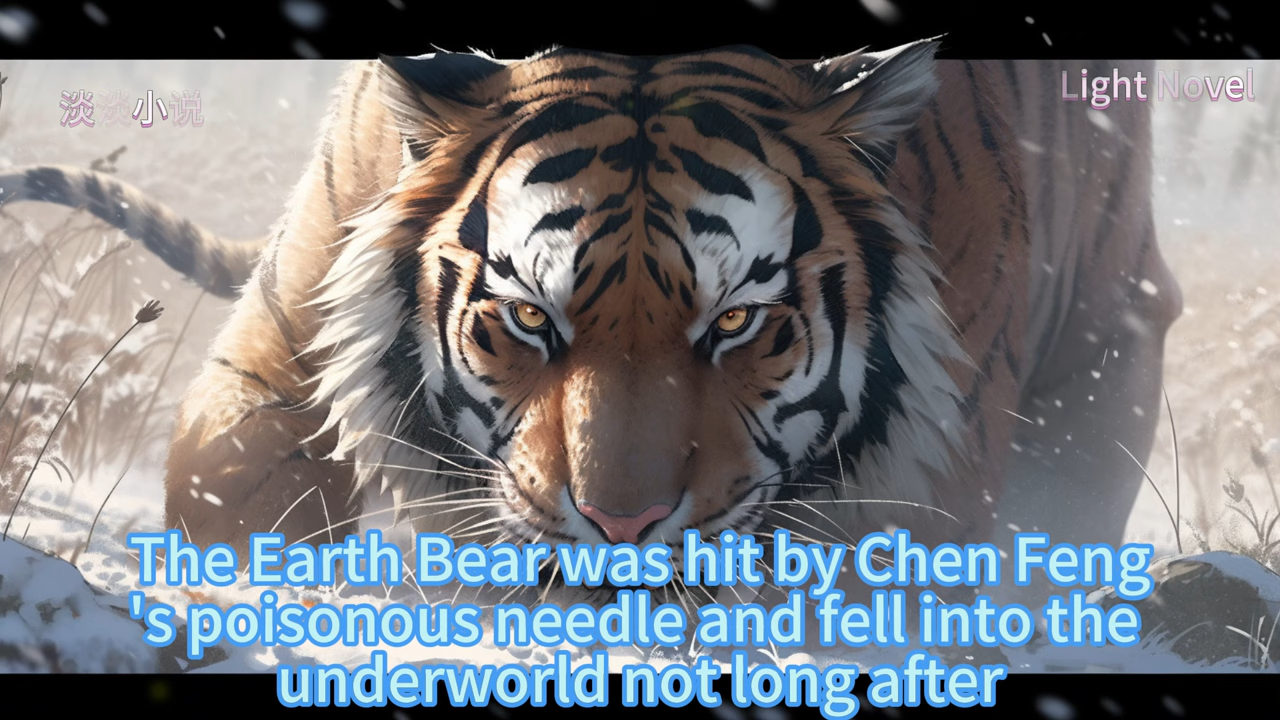 淡淡小说
Light Novel
The Earth Bear was hit by Chen Feng
's poisonous needle and fell into the
underworld not long after